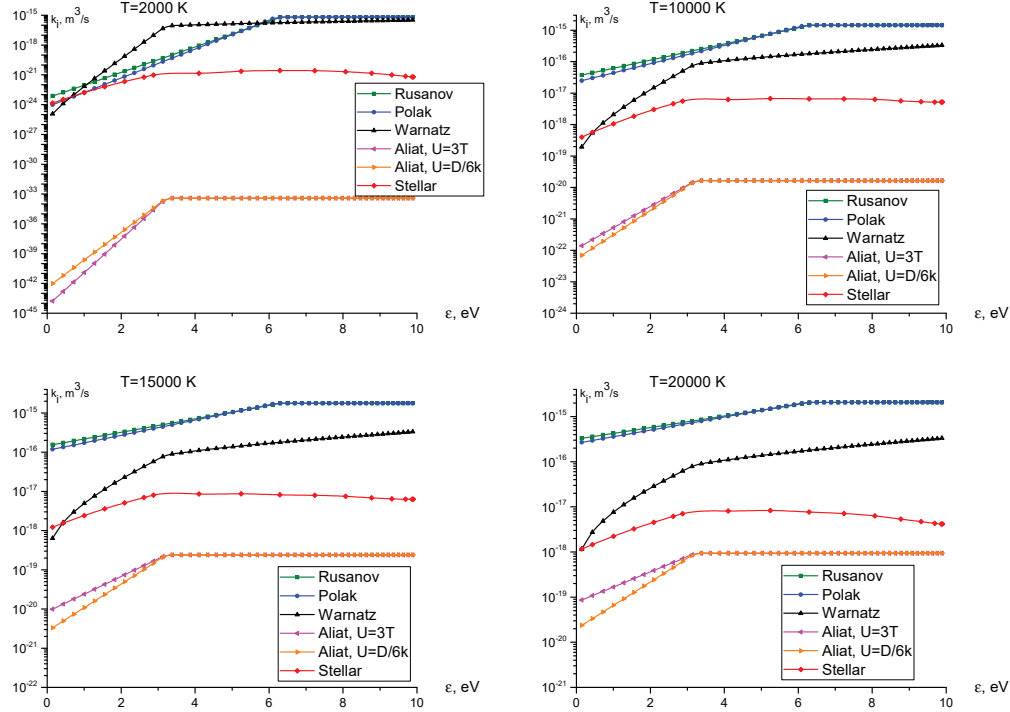 T=2000 K
k_i, m^3/s
10^-15
10^-18
10^-21
10^-24
10^-27
10^-30
10^-33
10^-36
10^-39
10^-42
10^-45
Rusanov
Polak
Warnatz
Aliat, U=3T
Aliat, U=D/6k
Stellar
0 2 4 6 8 10
ε, eV
T=10000 K
k_i, m^3/s
10^-15
10^-16
10^-17
10^-18
10^-19
10^-20
10^-21
10^-22
10^-23
10^-24
Rusanov
Polak
Warnatz
Aliat, U=3T
Aliat, U=D/6k
Stellar
0 2 4 6 8 10
ε, eV
T=15000 K
k_i, m^3/s
10^-15
10^-16
10^-17
10^-18
10^-19
10^-20
10^-21
10^-22
Rusanov
Polak
Warnatz
Aliat, U=3T
Aliat, U=D/6k
Stellar
0 2 4 6 8 10
ε, eV
T=20000 K
k_i, m^3/s
10^-15
10^-16
10^-17
10^-18
10^-19
10^-20
10^-21
Rusanov
Polak
Warnatz
Aliat, U=3T
Aliat, U=D/6k
Stellar
0 2 4 6 8 10
ε, eV